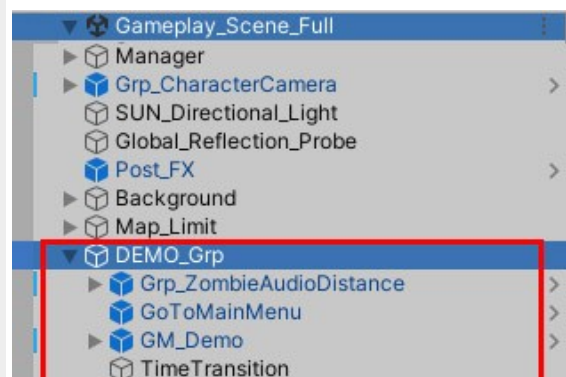 Gameplay_Scene_Full
Manager
Grp_CharacterCamera
SUN_Directional_Light
Global_Reflection_Probe
Post_FX
Background
Map_Limit
DEMO_Grp
Grp_ZombieAudioDistance
GoToMainMenu
GM_Demo
TimeTransition